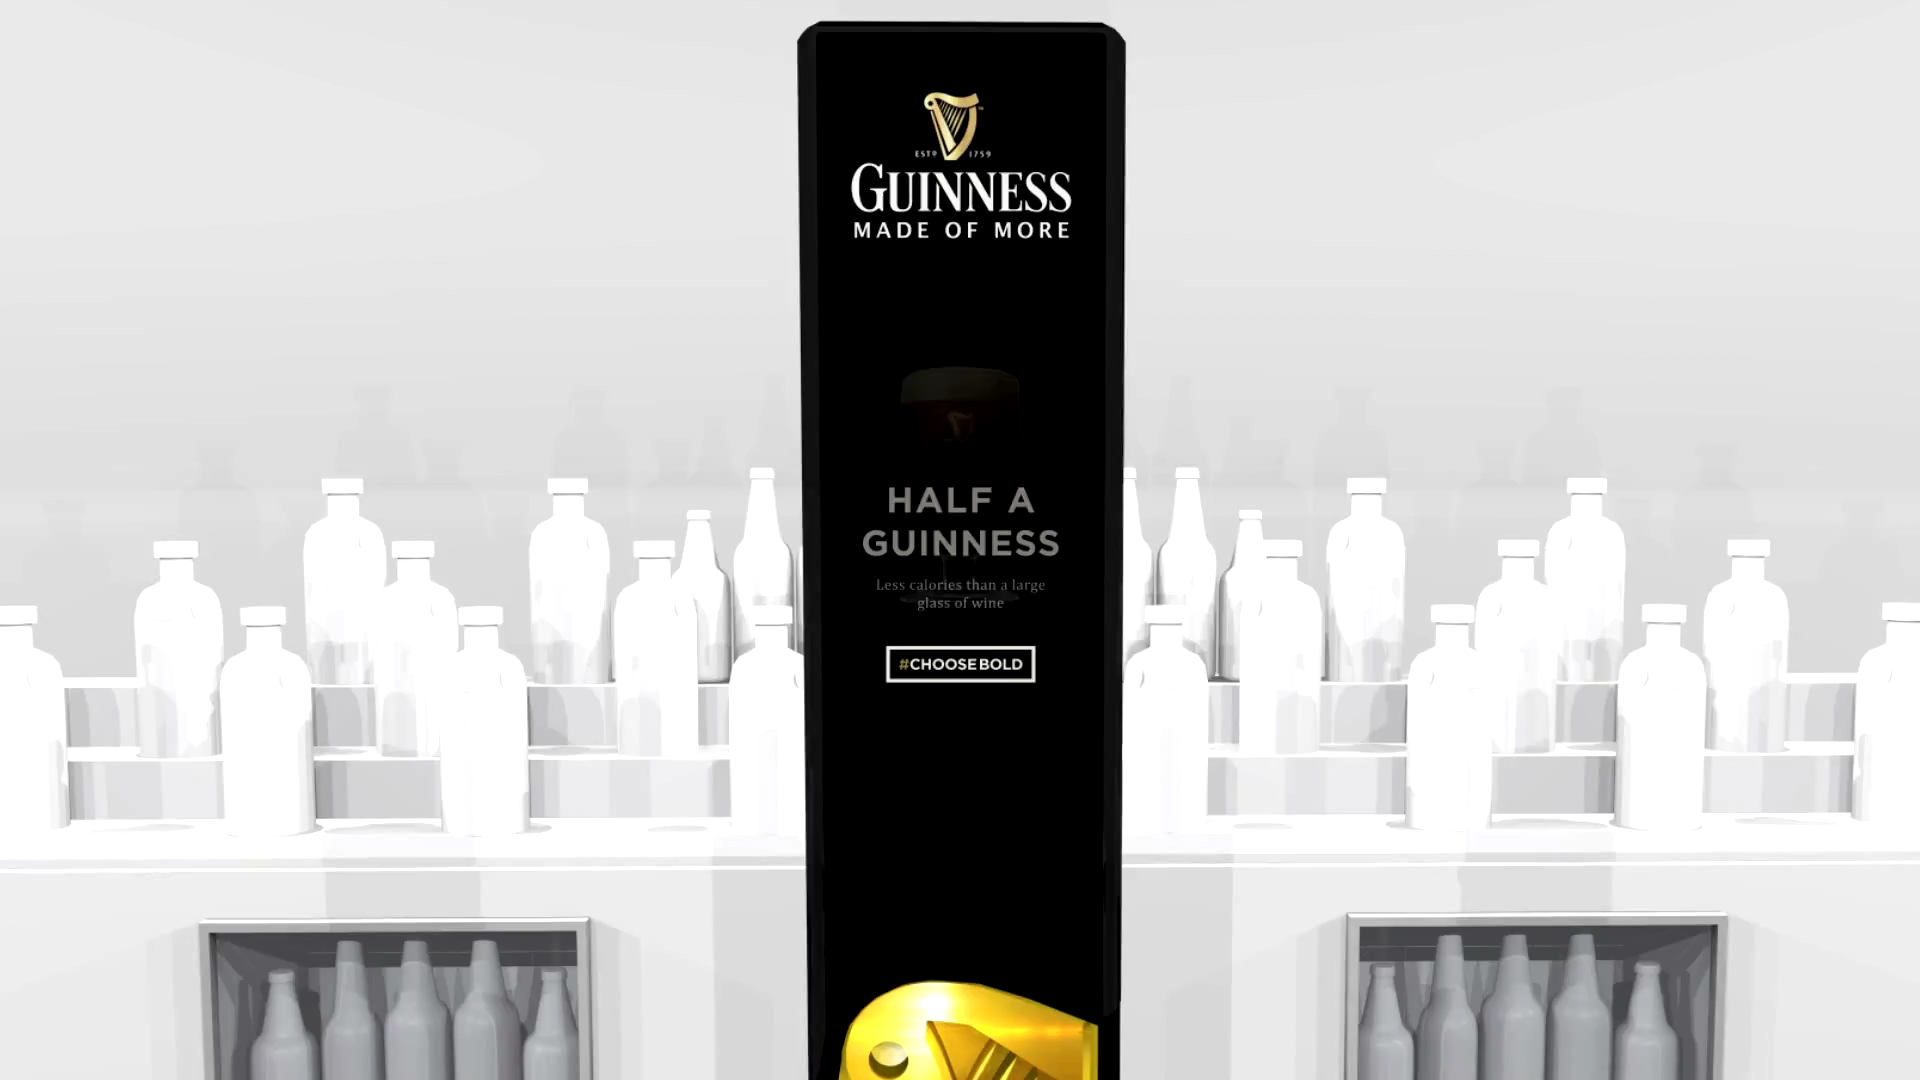 ESTD 1759
GUINNESS
MADE OF MORE
HALF A
GUINNESS
Less calories than a large
glass of wine
#CHOOSEBOLD